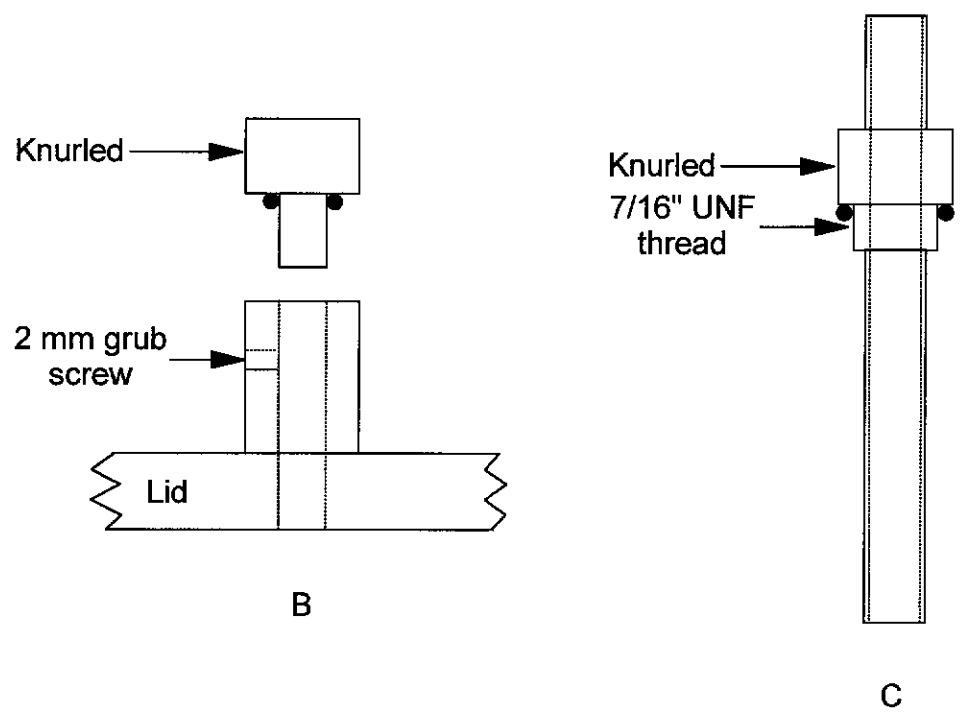 Knurled
2 mm grub
screw
Lid
B
Knurled
7/16" UNF
thread
C